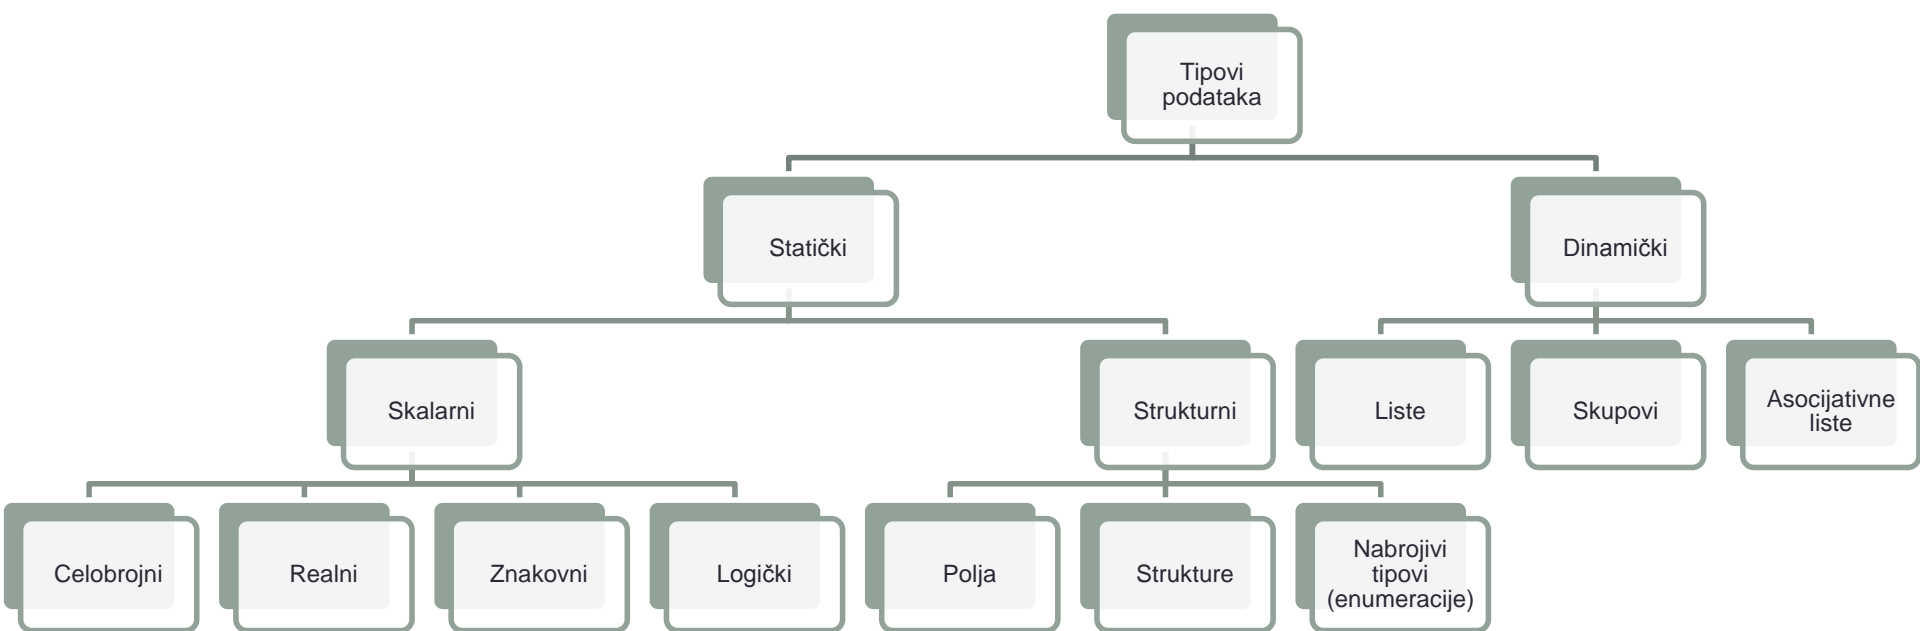 Tipovi
podataka
Statički
Dinamički
Skalarni
Strukturni
Liste
Skupovi
Asocijativne
liste
Celobrojni
Realni
Znakovni
Logički
Polja
Strukture
Nabrojivi
tipovi
(enumeracije)